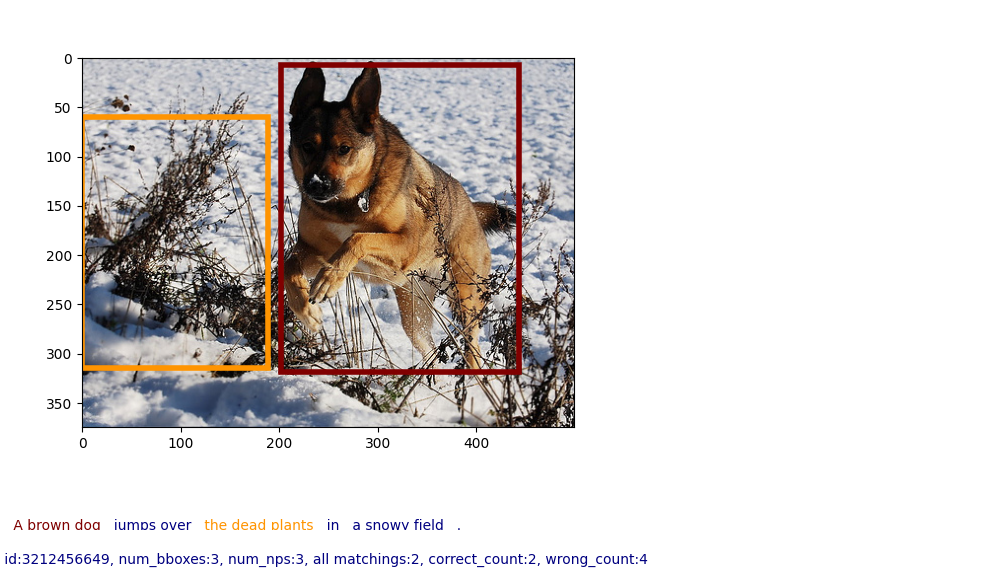 0
50
100
150
200
250
300
350
0 100 200 300 400
A brown dog jumps over the dead plants in a snowy field .
id:3212456649, num_bboxes:3, num_nps:3, all matchings:2, correct_count:2, wrong_count:4